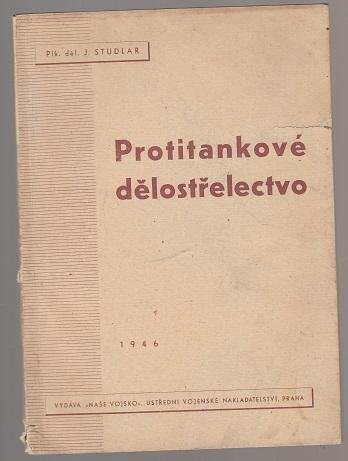 Plk. děl. J. STUDLAR
Protitankové
dělostřelectvo
1946
VYDÁVÁ »NAŠE VOJSKO«, ÚSTŘEDNÍ VOJENSKÉ NAKLADATELSTVÍ, PRAHA